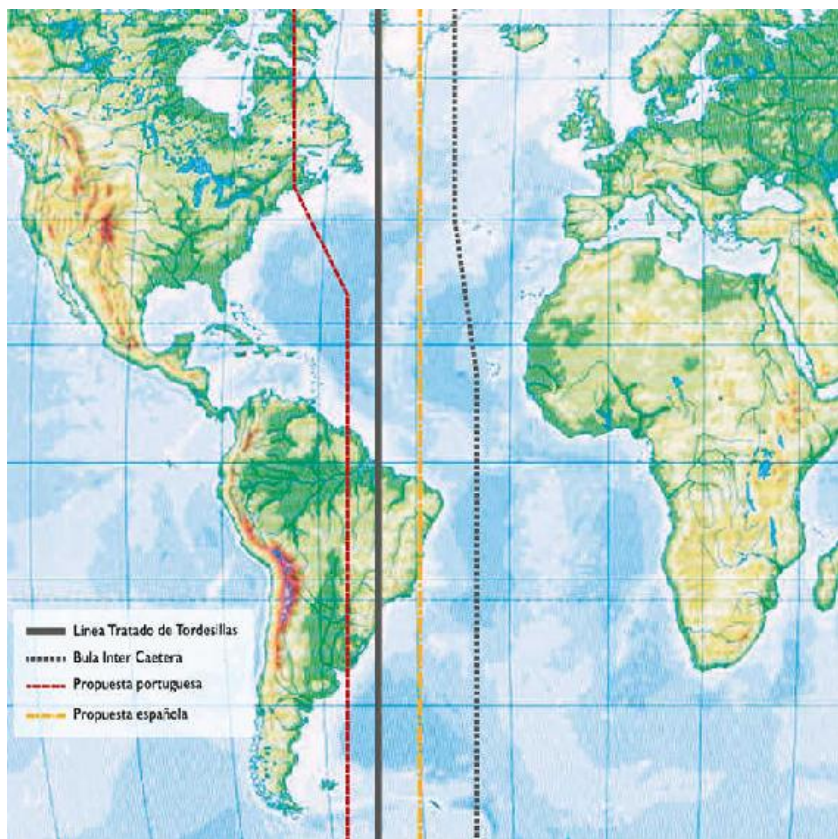 Línea Tratado de Tordesillas
Bula Inter Caetera
Propuesta portuguesa
Propuesta española